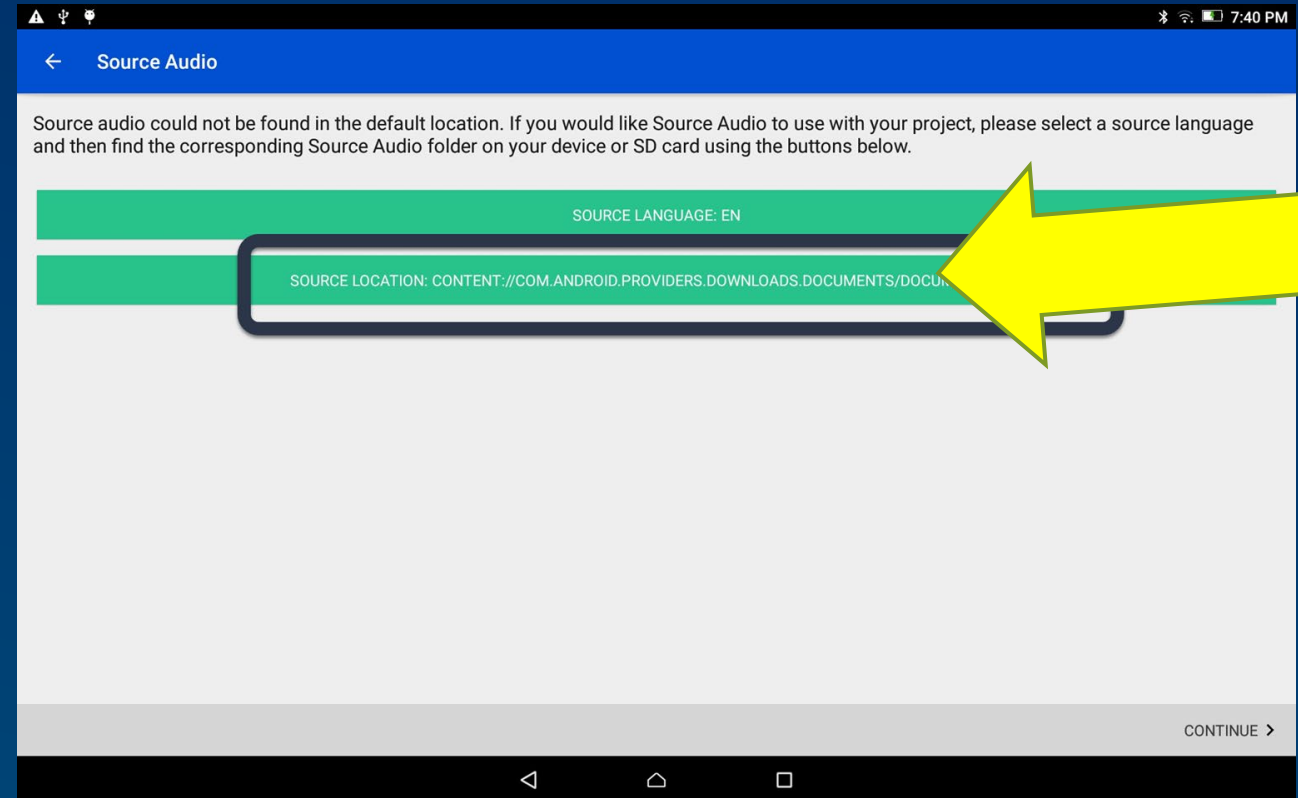 7:40 PM
Source Audio
Source audio could not be found in the default location. If you would like Source Audio to use with your project, please select a source language
and then find the corresponding Source Audio folder on your device or SD card using the buttons below.
SOURCE LANGUAGE: EN
SOURCE LOCATION: CONTENT://COM.ANDROID.PROVIDERS.DOWNLOADS.DOCUMENTS/
CONTINUE